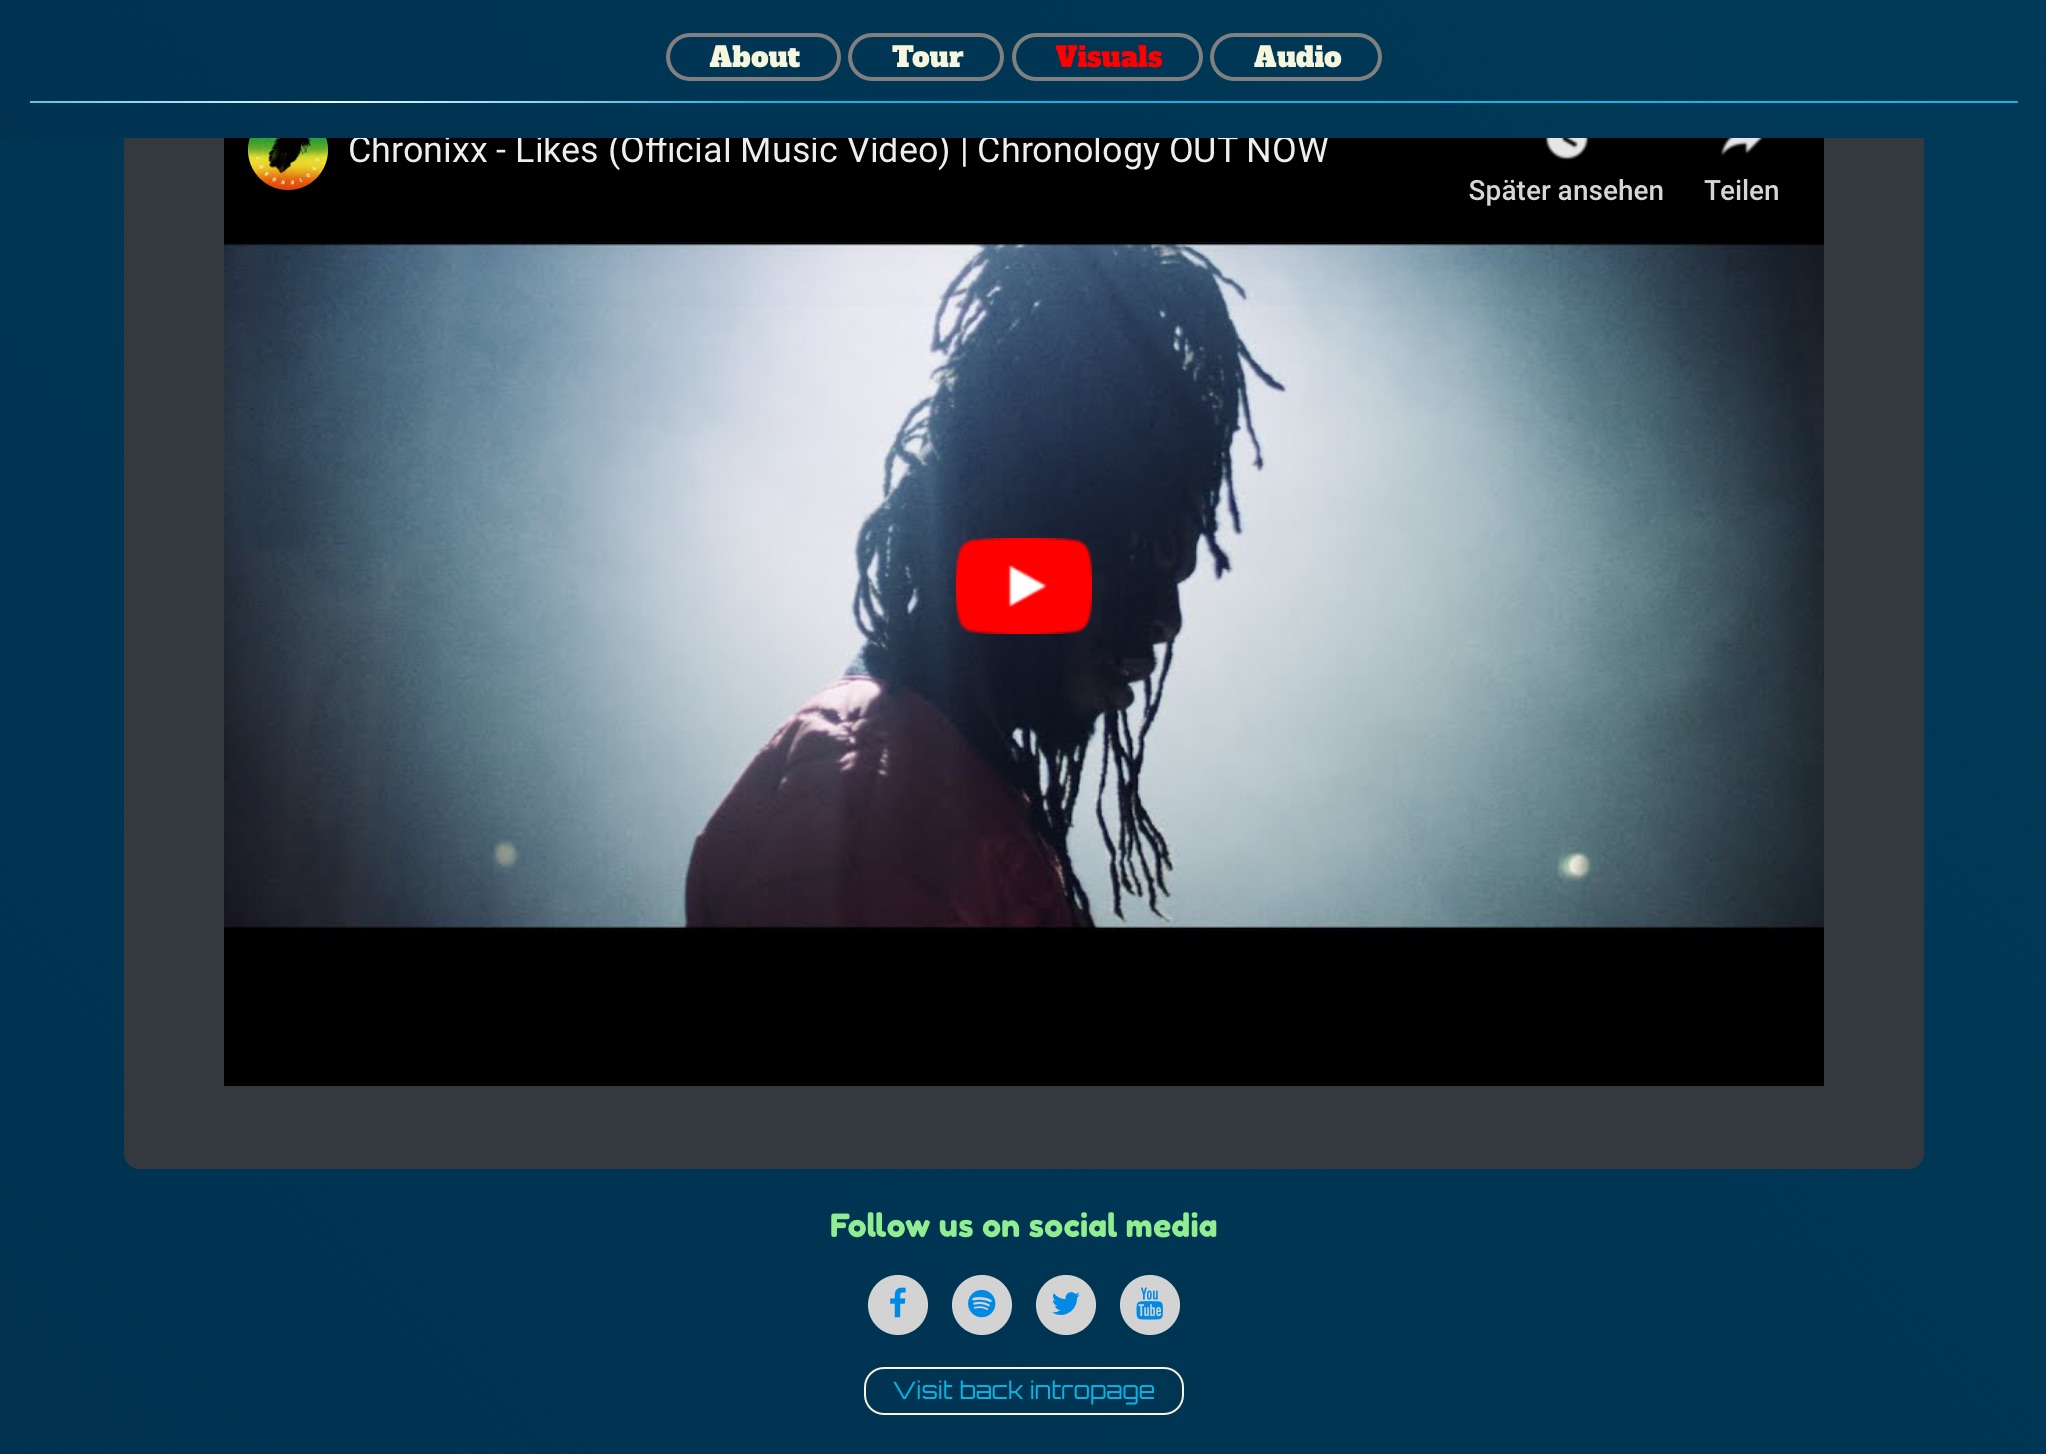 About
Tour
Visuals
Audio
Chronixx - Likes (Official Music Video) | Chronology OUT NOW
Später ansehen
Teilen
Follow us on social media
You
Tube
Visit back intropage